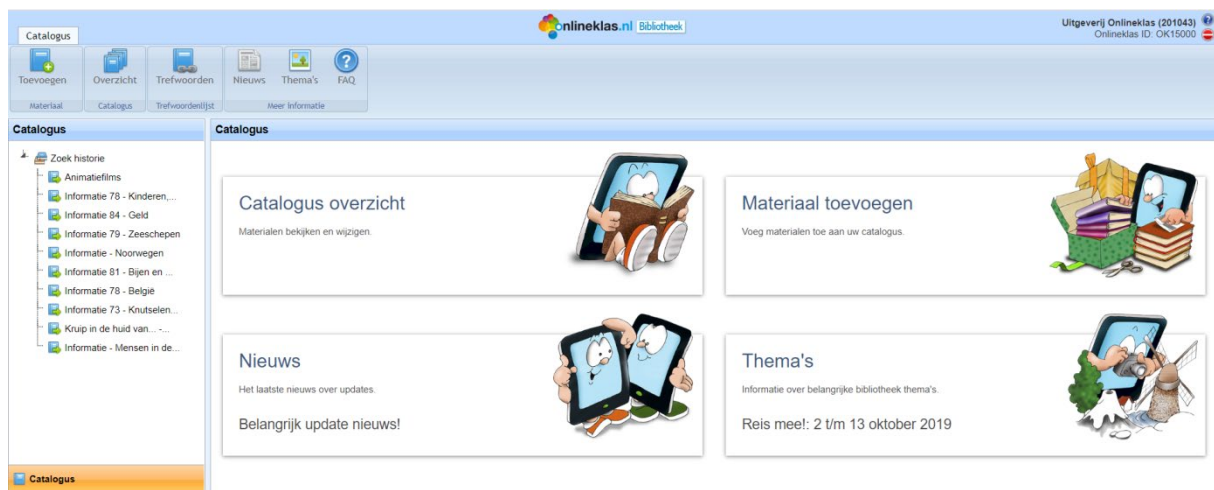 Catalogus
onlineklas.nl Bibliotheek
Uitgeverij Onlineklas (201043)
Onlineklas ID: OK15000
Toevoegen
Overzicht
Trefwoorden
Nieuws
Thema's
FAQ
Materiaal
Catalogus
Trefwoordenlijst
Meer Informatie
Catalogus
Zoek historie
Animatiefilms
Informatie 78 - Kinderen,...
Informatie 84 - Geld
Informatie 79 - Zeeschepen
Informatie - Noorwegen
Informatie 81 - Bijen en ...
Informatie 78 - België
Informatie 73 - Knutselen...
Kruip in de huid van... -...
Informatie - Mensen in de...
Catalogus
Catalogus
Catalogus overzicht
Materialen bekijken en wijzigen.
Materiaal toevoegen
Voeg materialen toe aan uw catalogus.
Nieuws
Het laatste nieuws over updates.
Belangrijk update nieuws!
Thema's
Informatie over belangrijke bibliotheek thema's.
Reis mee!: 2 t/m 13 oktober 2019